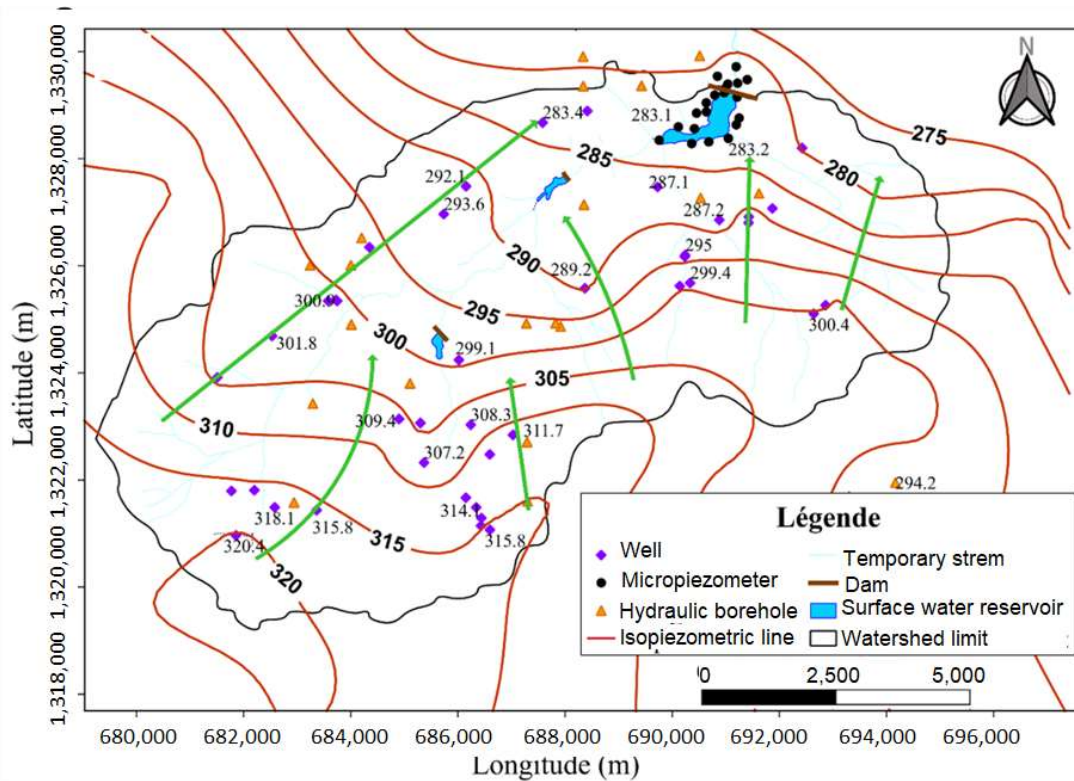 N
1,330,000
1,328,000
1,326,000
1,324,000
1,322,000
1,320,000
1,318,000
Latitude (m)
283.4
283.1
275
285
283.2
280
292.1
287.1
293.6
287.2
290
295
289.2
299.4
300.9
295
300.4
301.8
300
299.1
305
309.4
308.3
310
311.7
307.2
294.2
318.1
315.8
314.
315
315.8
320.4
320
Légende
Well
Micropiezometer
Hydraulic borehole
Isopiezometric line
Temporary strem
Dam
Surface water reservoir
Watershed limit
0 2,500 5,000
680,000 682,000 684,000 686,000 688,000 690,000 692,000 694,000 696,000
Longitude (m)